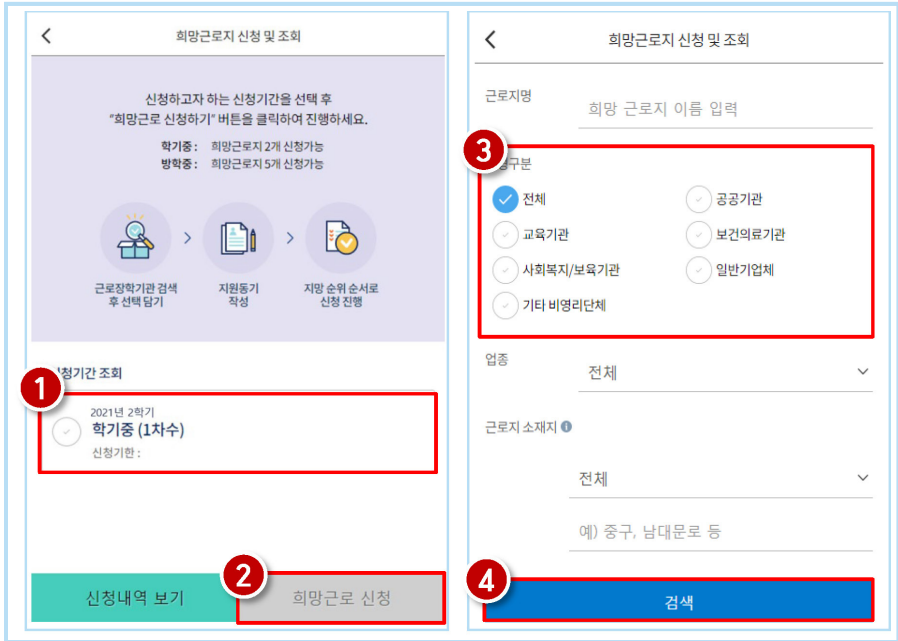 희망근로지 신청 및 조회
신청하고자 하는 신청기간을 선택 후
"희망근로 신청하기" 버튼을 클릭하여 진행하세요.
학기중 : 희망근로지 2개 신청가능
방학중 : 희망근로지 5개 신청가능
근로장학기관 검색
후 선택 담기
지원동기
작성
지망 순위 순서로
신청 진행
청기간 조회
1
2021년 2학기
학기중 (1차수)
신청기한 :
신청내역 보기
2
희망근로 신청
희망근로지 신청 및 조회
근로지명
희망 근로지 이름 입력
3
구분
전체
공공기관
교육기관
보건의료기관
사회복지/보육기관
일반기업체
기타 비영리단체
업종
전체
근로지 소재지
전체
예) 중구, 남대문로 등
4
검색